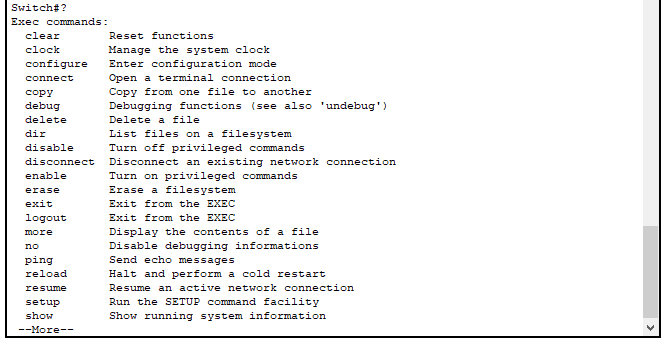 Switch#?
Exec commands:
  clear       Reset functions
  clock       Manage the system clock
  configure   Enter configuration mode
  connect     Open a terminal connection
  copy        Copy from one file to another
  debug       Debugging functions (see also 'undebug')
  delete      Delete a file
  dir         List files on a filesystem
  disable     Turn off privileged commands
  disconnect  Disconnect an existing network connection
  enable      Turn on privileged commands
  erase       Erase a filesystem
  exit        Exit from the EXEC
  logout      Exit from the EXEC
  more        Display the contents of a file
  no          Disable debugging informations
  ping        Send echo messages
  reload      Halt and perform a cold restart
  resume      Resume an active network connection
  setup       Run the SETUP command facility
  show        Show running system information
 --More--